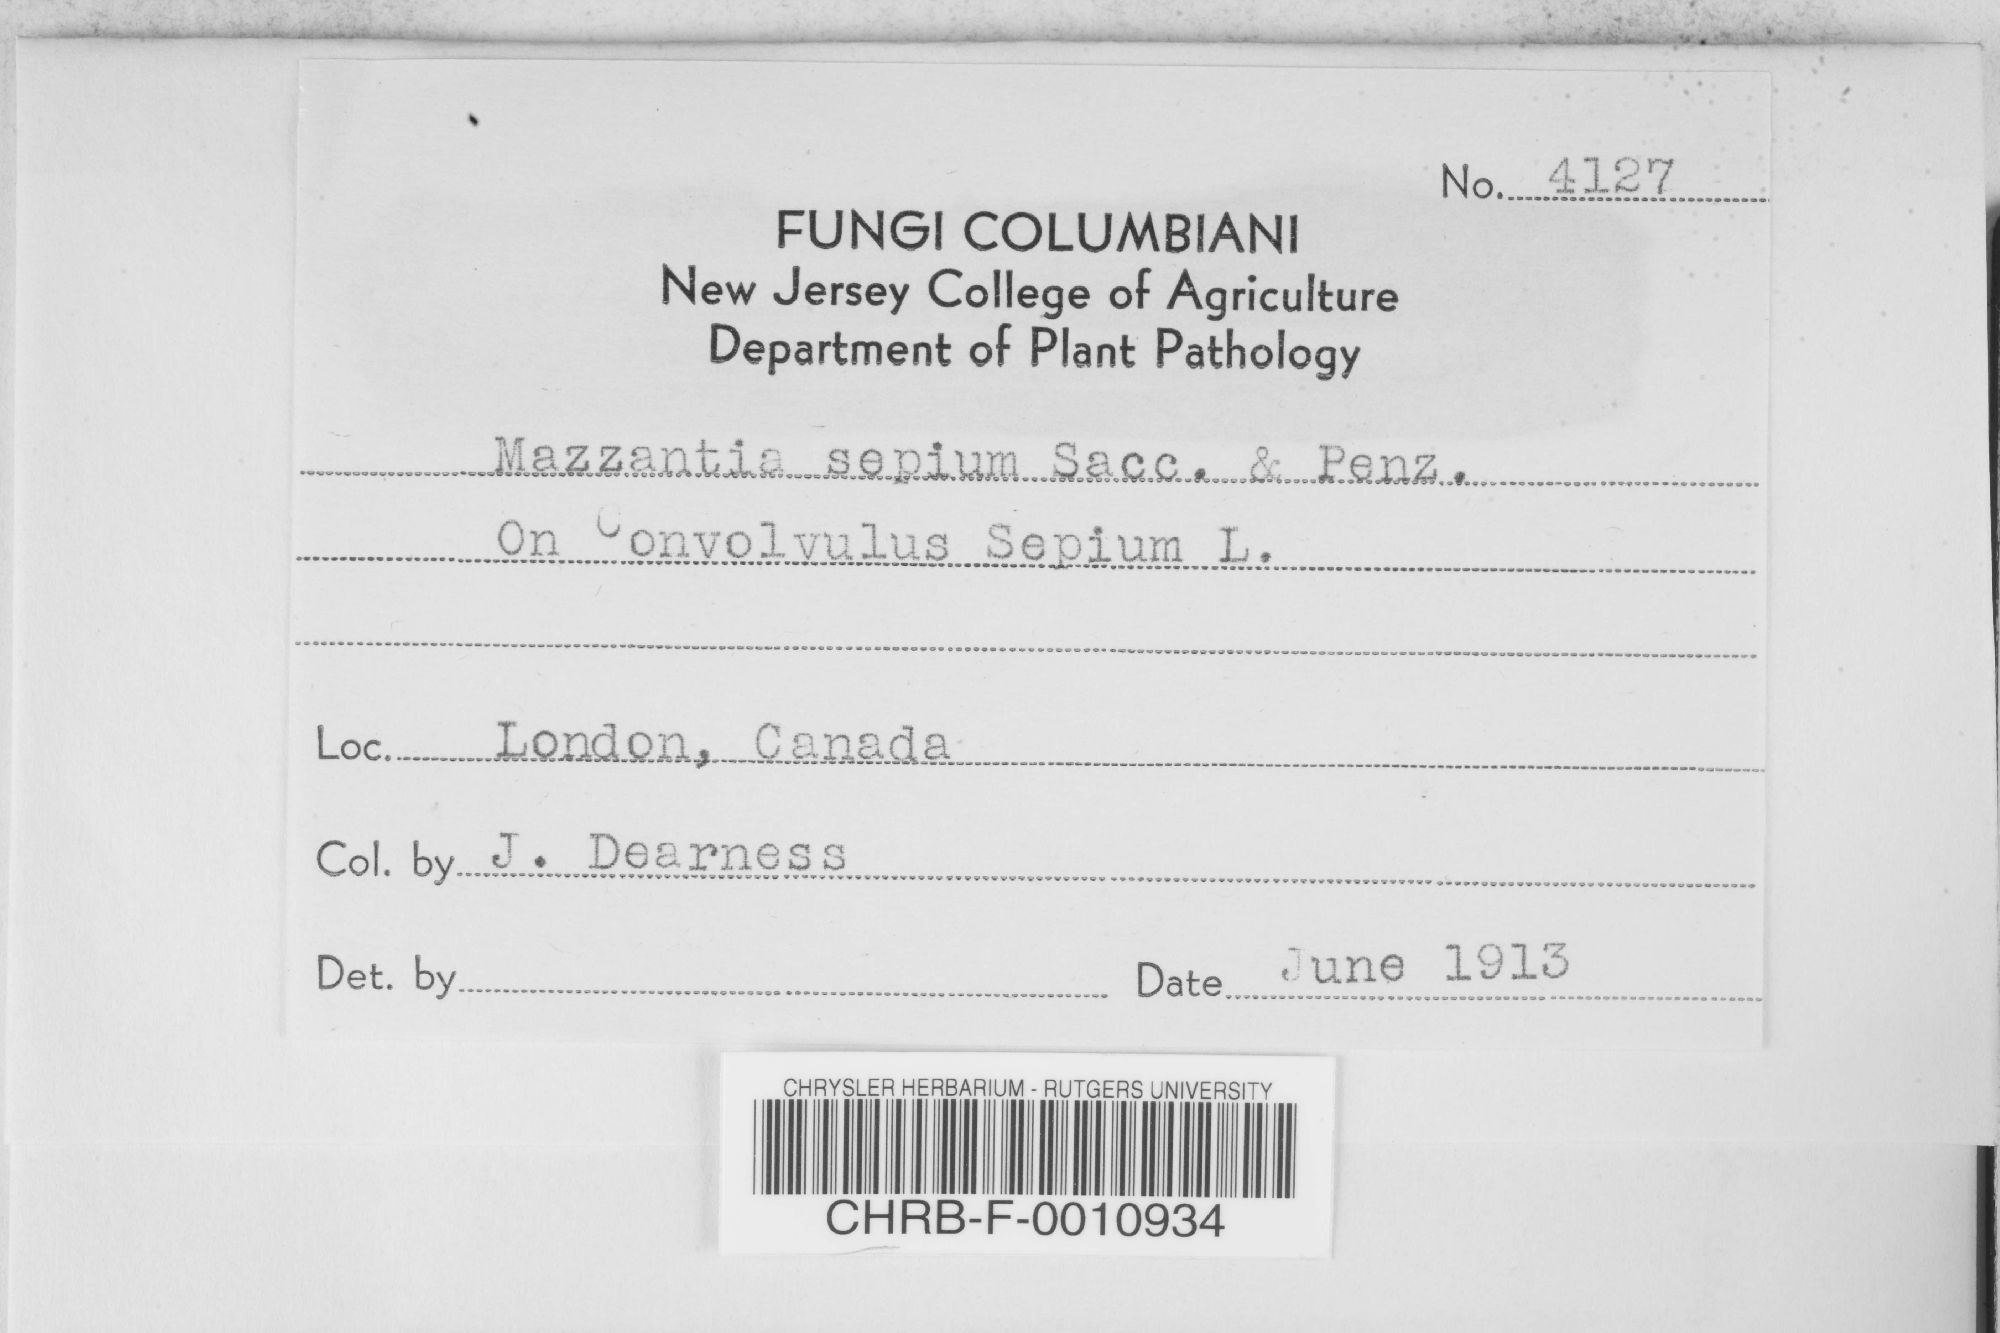 No. 4127
FUNGI COLUMBIANI
New Jersey College of Agriculture
Department of Plant Pathology
Mazzantia sepium Sacc. & Penz.
On Convolvulus Sepium L.
Loc. London, Canada
Col. by J. Dearness
Det. by
Date June 1913
CHRYSLER HERBARIUM - RUTGERS UNIVERSITY
CHRB-F-0010934